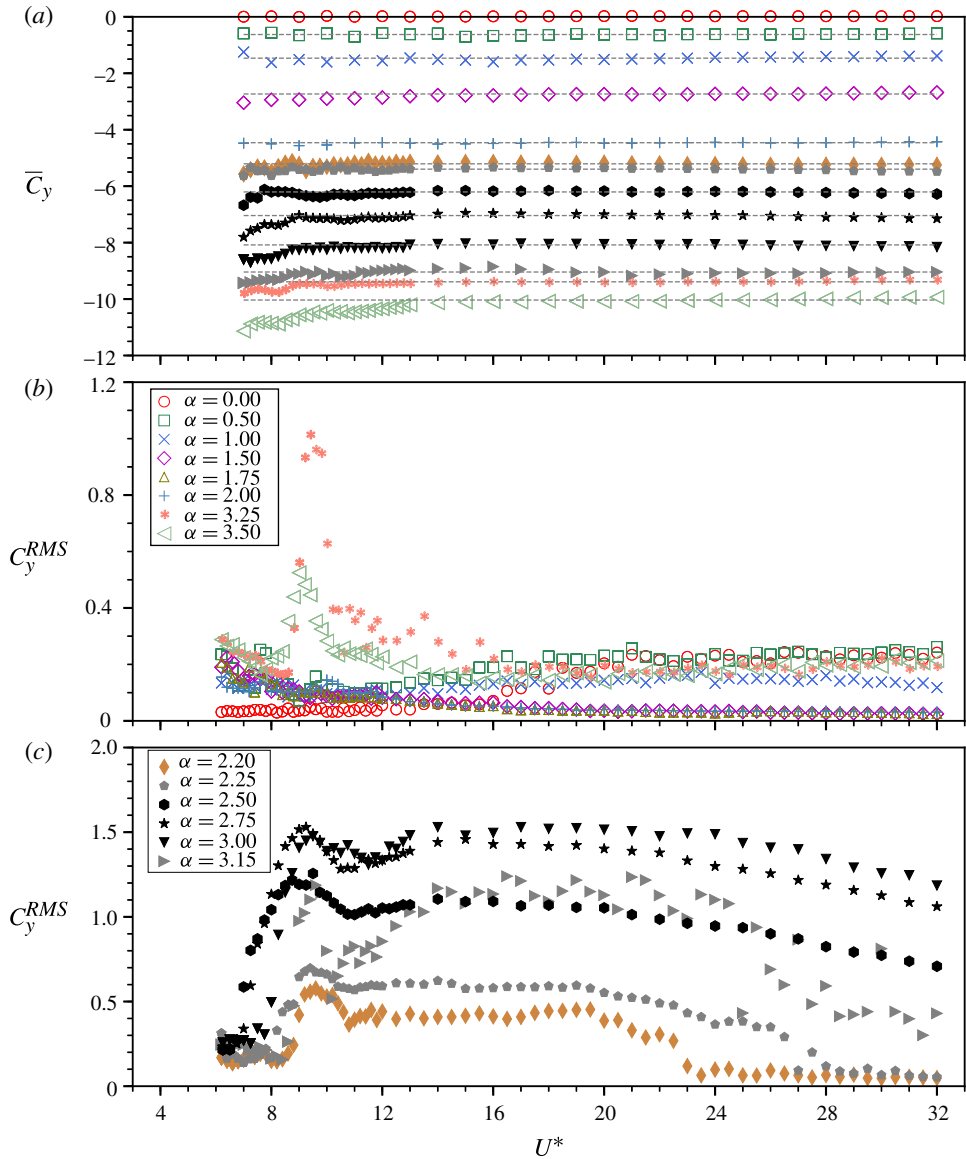 (a)
0
−2
−4
−6
−8
−10
−12
C̅y
(b)
1.2
0.8
0.4
0
C_y^{RMS}
α = 0.00
α = 0.50
α = 1.00
α = 1.50
α = 1.75
α = 2.00
α = 3.25
α = 3.50
(c)
2.0
1.5
1.0
0.5
0
C_y^{RMS}
α = 2.20
α = 2.25
α = 2.50
α = 2.75
α = 3.00
α = 3.15
4 8 12 16 20 24 28 32
U*